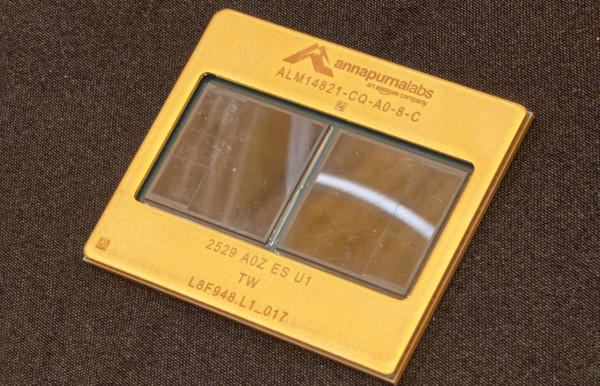 annapurnalabs
an amazon company
ALM14821-CQ-A0-8-C
2529 A0Z ES U1
TW
L8F948.L1_017